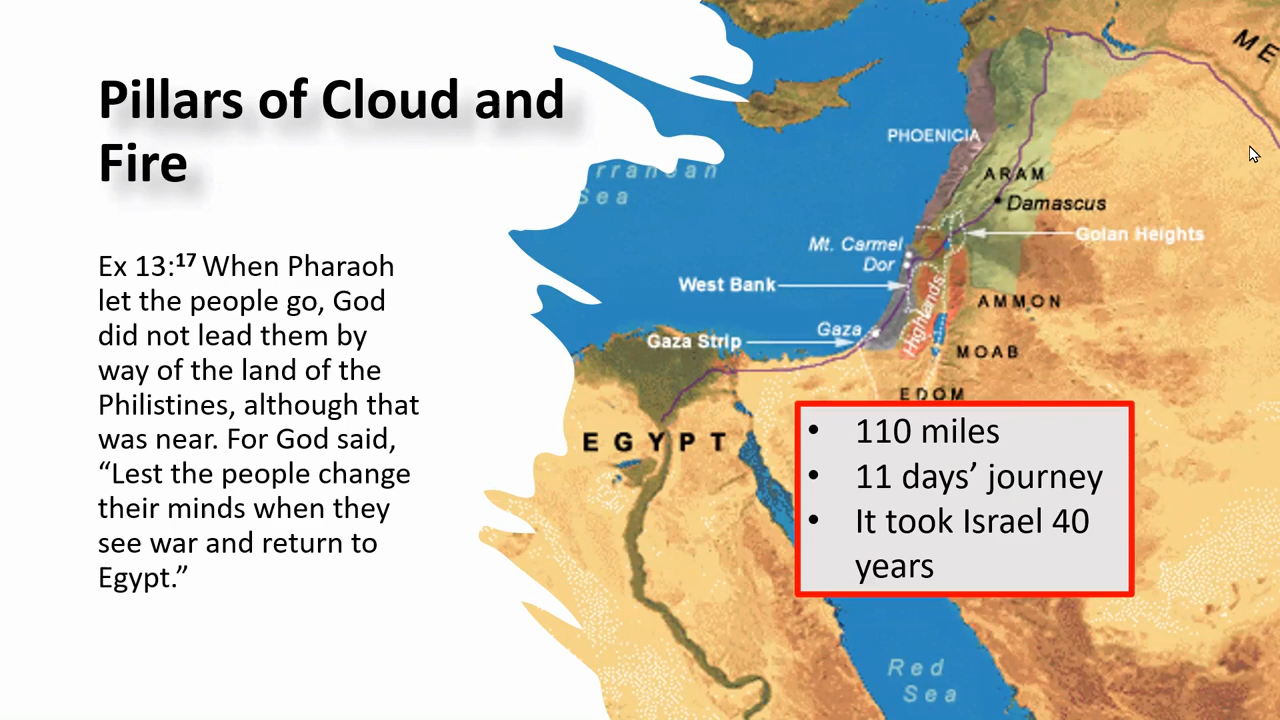 Pillars of Cloud and
Fire
Ex 13:17 When Pharaoh
let the people go, God
did not lead them by
way of the land of the
Philistines, although that
was near. For God said,
“Lest the people change
their minds when they
see war and return to
Egypt.”
rranean
Sea
ME
PHOENICIA
ARAM
Damascus
Golan Heights
Mt. Carmel
Dor
West Bank
Highlands
AMMON
Gaza
Gaza Strip
MOAB
EDOM
EGYPT
• 110 miles
• 11 days’ journey
• It took Israel 40
years
Red
Sea